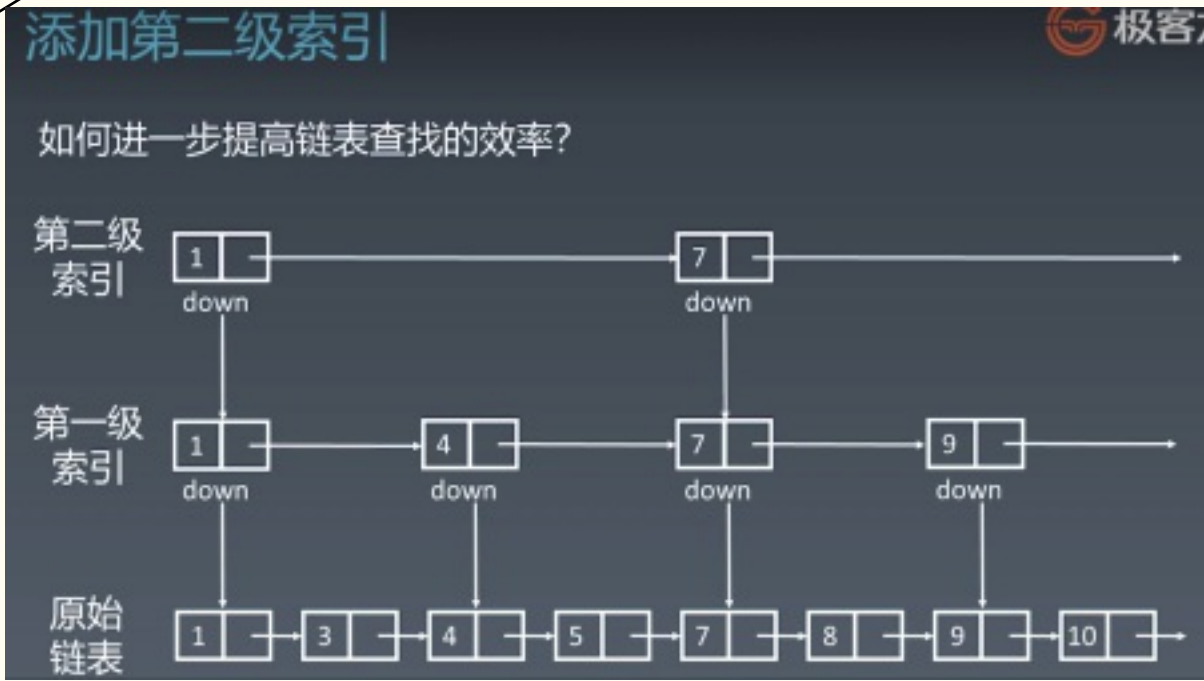 添加第二级索引
极客
如何进一步提高链表查找的效率?
第二级
索引
1 7
down down
第一级
索引
1 4 7 9
down down down down
原始
链表
1 3 4 5 7 8 9 10